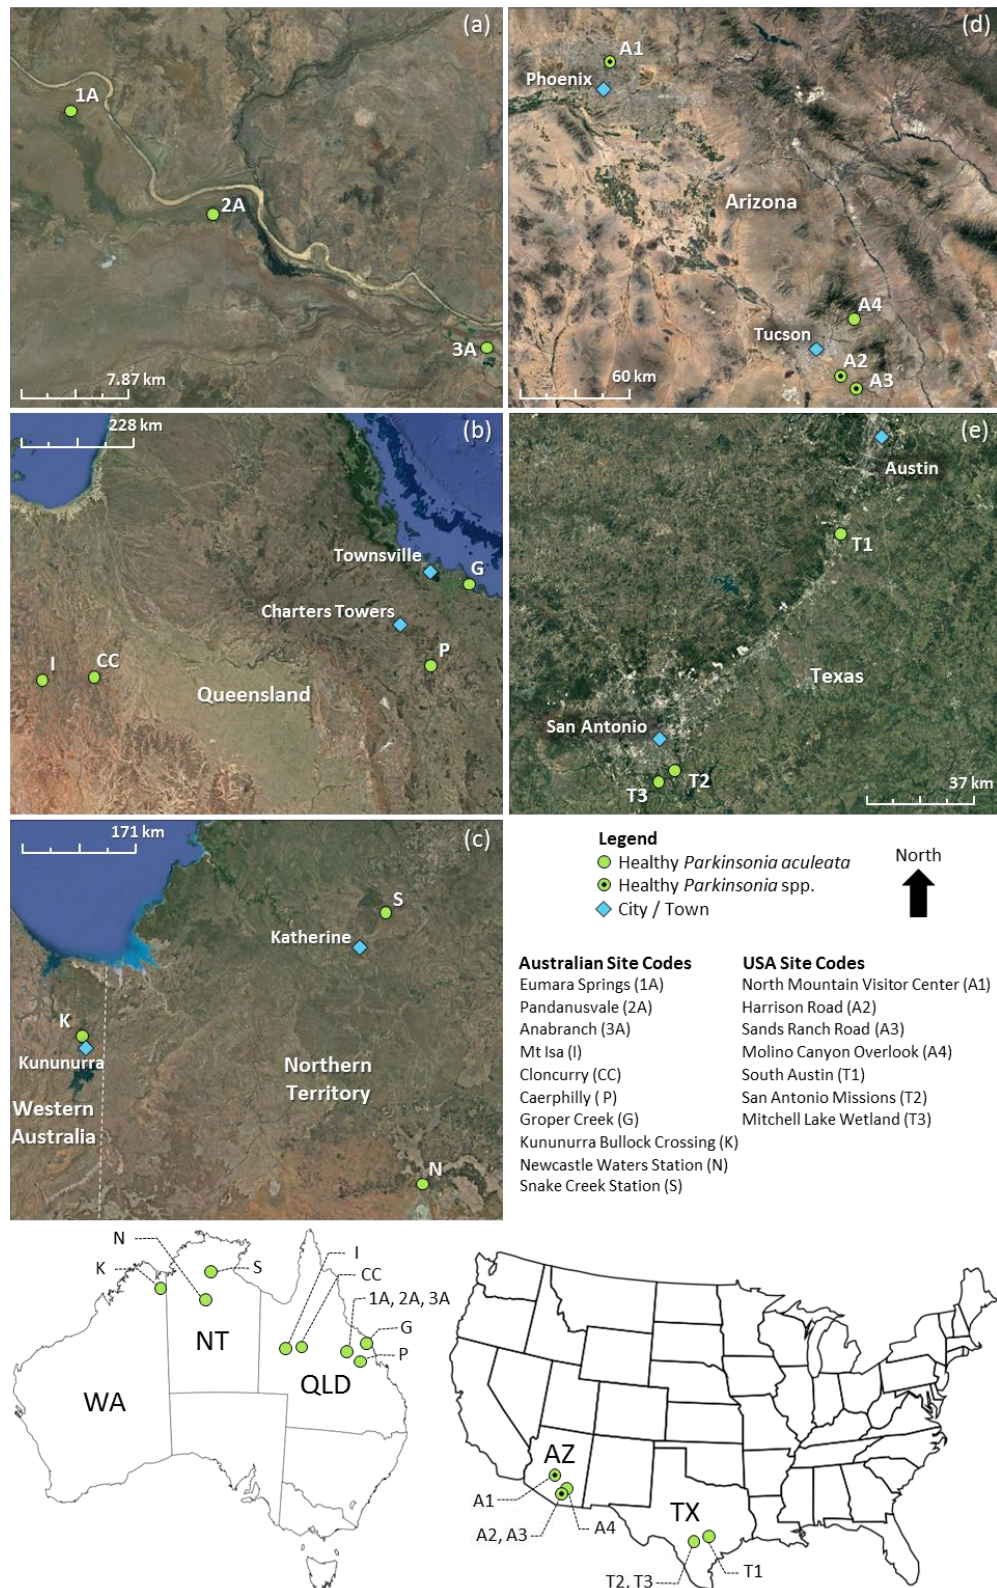 (a)
1A
2A
3A
7.87 km
(d)
A1
Phoenix
Arizona
A4
Tucson
A2
A3
60 km
(b)
228 km
Townsville
G
Charters Towers
P
I
CC
Queensland
(e)
Austin
T1
Texas
San Antonio
T2
T3
37 km
(c)
171 km
S
Katherine
K
Kununurra
Northern
Territory
Western
Australia
N
Legend
Healthy Parkinsonia aculeata
Healthy Parkinsonia spp.
City / Town
North
Australian Site Codes
Eumara Springs (1A)
Pandanusvale (2A)
Anabranch (3A)
Mt Isa (I)
Cloncurry (CC)
Caerphilly ( P)
Groper Creek (G)
Kununurra Bullock Crossing (K)
Newcastle Waters Station (N)
Snake Creek Station (S)
USA Site Codes
North Mountain Visitor Center (A1)
Harrison Road (A2)
Sands Ranch Road (A3)
Molino Canyon Overlook (A4)
South Austin (T1)
San Antonio Missions (T2)
Mitchell Lake Wetland (T3)
N
K
S
I
CC
1A, 2A, 3A
G
P
NT
WA
QLD
AZ
A1
A2, A3
A4
TX
T1
T2, T3